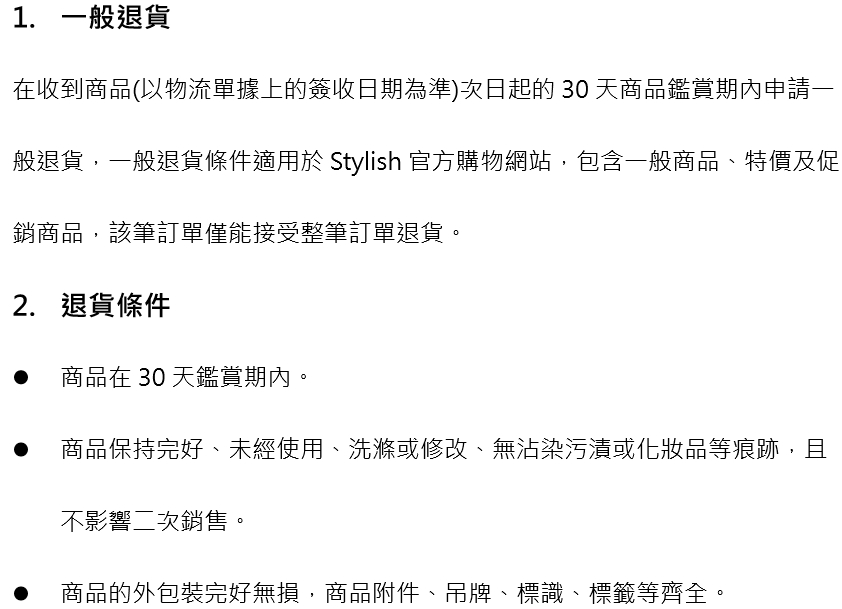 1. 一般退貨
在收到商品(以物流單據上的簽收日期為準)次日起的 30 天商品鑑賞期內申請一
般退貨，一般退貨條件適用於 Stylish 官方購物網站，包含一般商品、特價及促
銷商品，該筆訂單僅能接受整筆訂單退貨。
2. 退貨條件
● 商品在 30 天鑑賞期內。
● 商品保持完好、未經使用、洗滌或修改、無沾染污漬或化妝品等痕跡，且
不影響二次銷售。
● 商品的外包裝完好無損，商品附件、吊牌、標識、標籤等齊全。